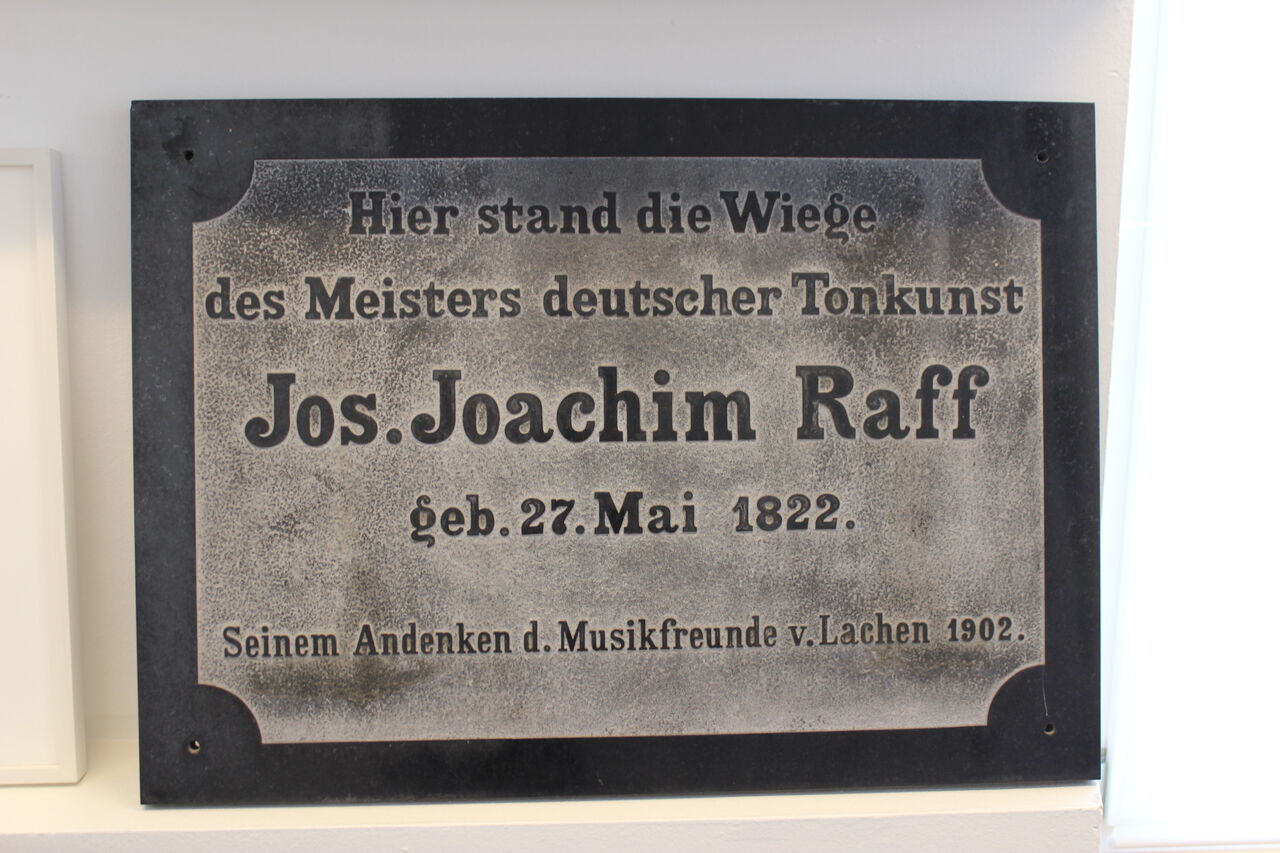 Hier stand die Wiege
des Meisters deutscher Tonkunst
Jos. Joachim Raff
geb. 27. Mai 1822.
Seinem Andenken d. Musikfreunde v. Lachen 1902.